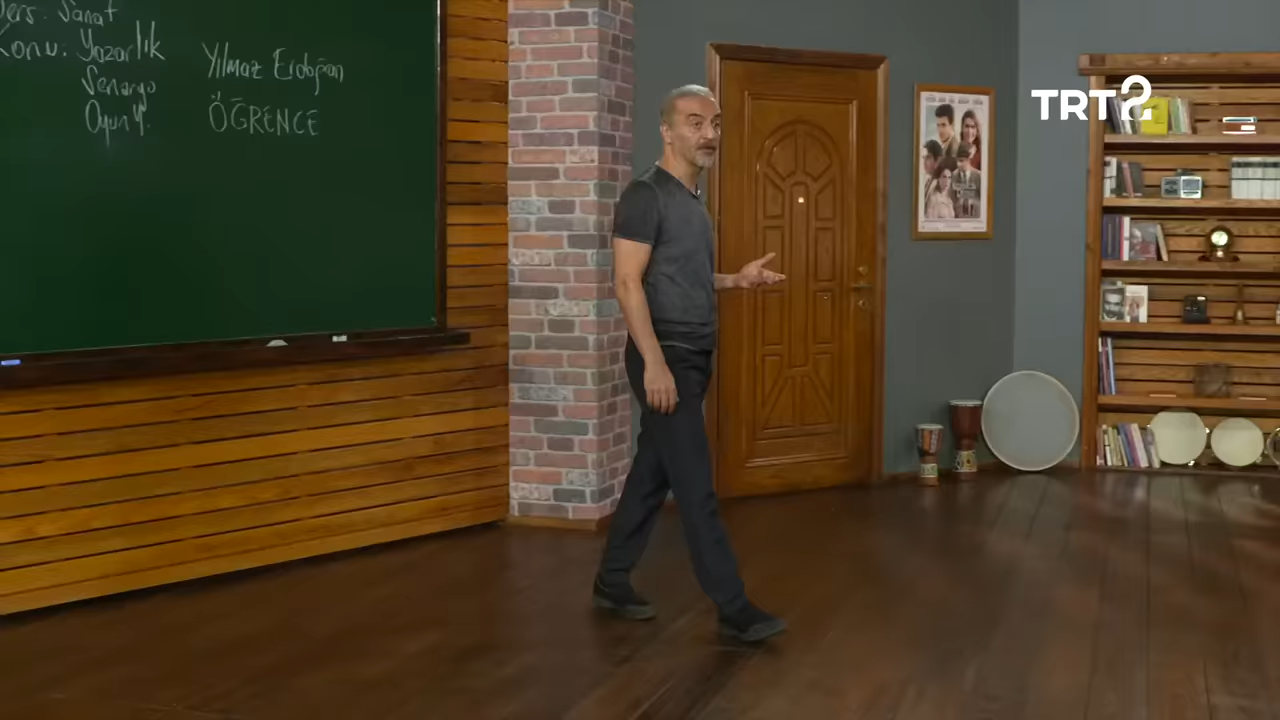 Ders: Sanat
Konu: Yazarlık
Senaryo
Oyun Y.
Yılmaz Erdoğan
ÖĞRENCE
TRT2